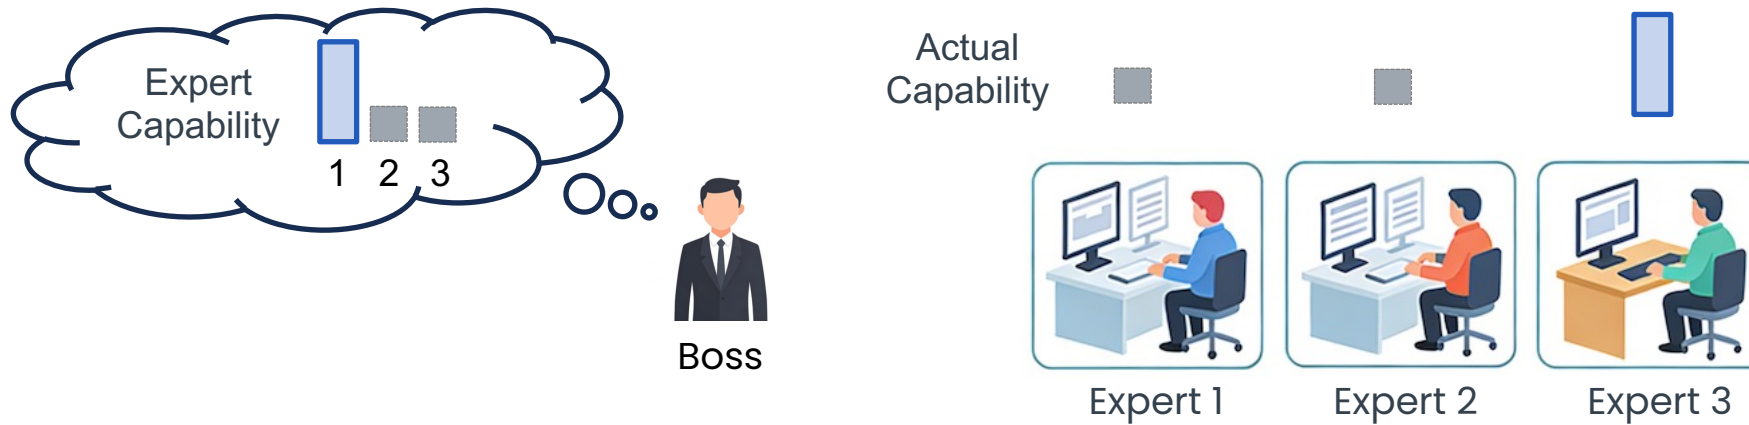 Expert
Capability
1 2 3
Boss
Actual
Capability
Expert 1
Expert 2
Expert 3